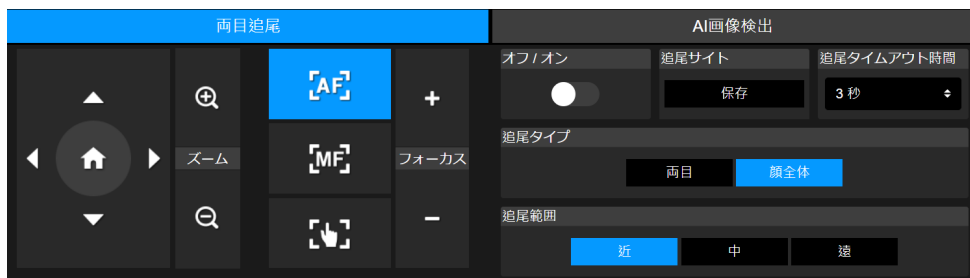 両目追尾
AI画像検出
オフ / オン
追尾サイト
追尾タイムアウト時間
保存
3 秒
AF
MF
ズーム
フォーカス
追尾タイプ
両目
顔全体
追尾範囲
近
中
遠